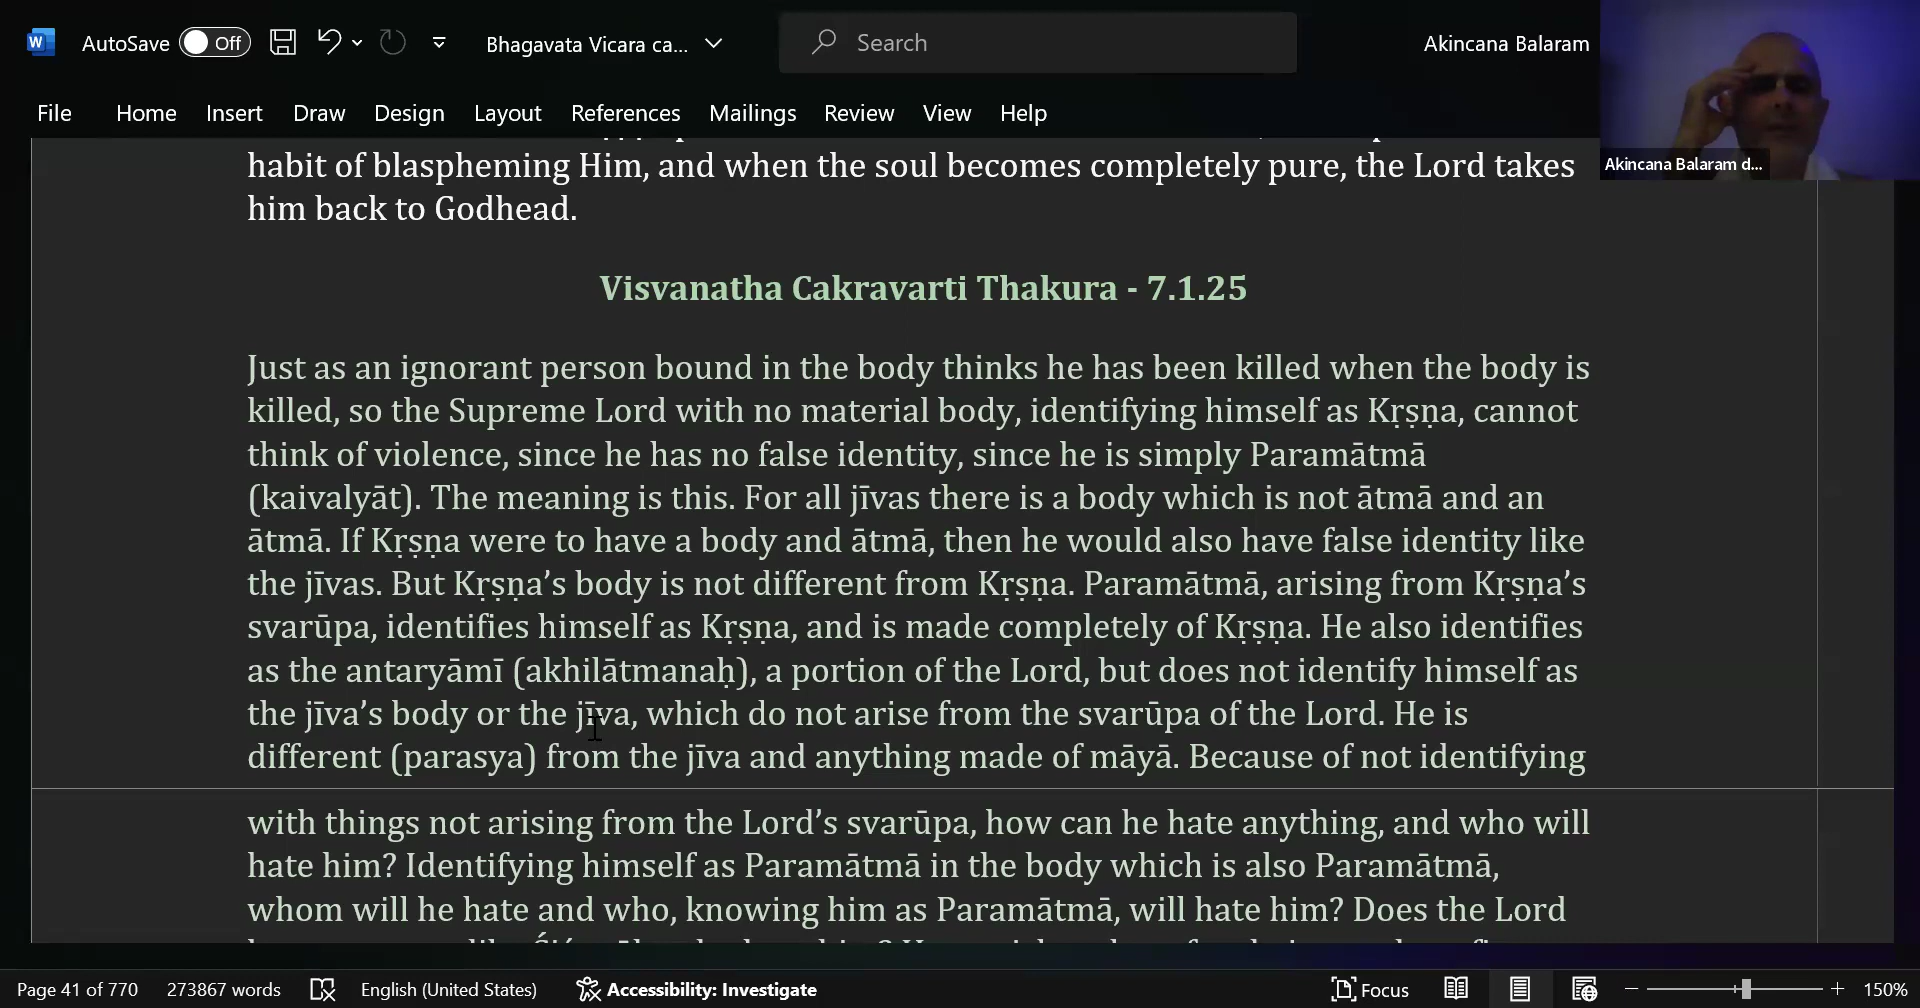 AutoSave Off Bhagavata Vicara ca... Search Akincana Balaram
File Home Insert Draw Design Layout References Mailings Review View Help
Akincana Balaram d...
habit of blaspheming Him, and when the soul becomes completely pure, the Lord takes
him back to Godhead.
Visvanatha Cakravarti Thakura - 7.1.25
Just as an ignorant person bound in the body thinks he has been killed when the body is
killed, so the Supreme Lord with no material body, identifying himself as Kṛṣṇa, cannot
think of violence, since he has no false identity, since he is simply Paramātmā
(kaivalyāt). The meaning is this. For all jīvas there is a body which is not ātmā and an
ātmā. If Kṛṣṇa were to have a body and ātmā, then he would also have false identity like
the jīvas. But Kṛṣṇa’s body is not different from Kṛṣṇa. Paramātmā, arising from Kṛṣṇa’s
svarūpa, identifies himself as Kṛṣṇa, and is made completely of Kṛṣṇa. He also identifies
as the antaryāmī (akhilātmanaḥ), a portion of the Lord, but does not identify himself as
the jīva’s body or the jīva, which do not arise from the svarūpa of the Lord. He is
different (parasya) from the jīva and anything made of māyā. Because of not identifying
with things not arising from the Lord’s svarūpa, how can he hate anything, and who will
hate him? Identifying himself as Paramātmā in the body which is also Paramātmā,
whom will he hate and who, knowing him as Paramātmā, will hate him? Does the Lord
Page 41 of 770 273867 words English (United States) Accessibility: Investigate Focus 150%